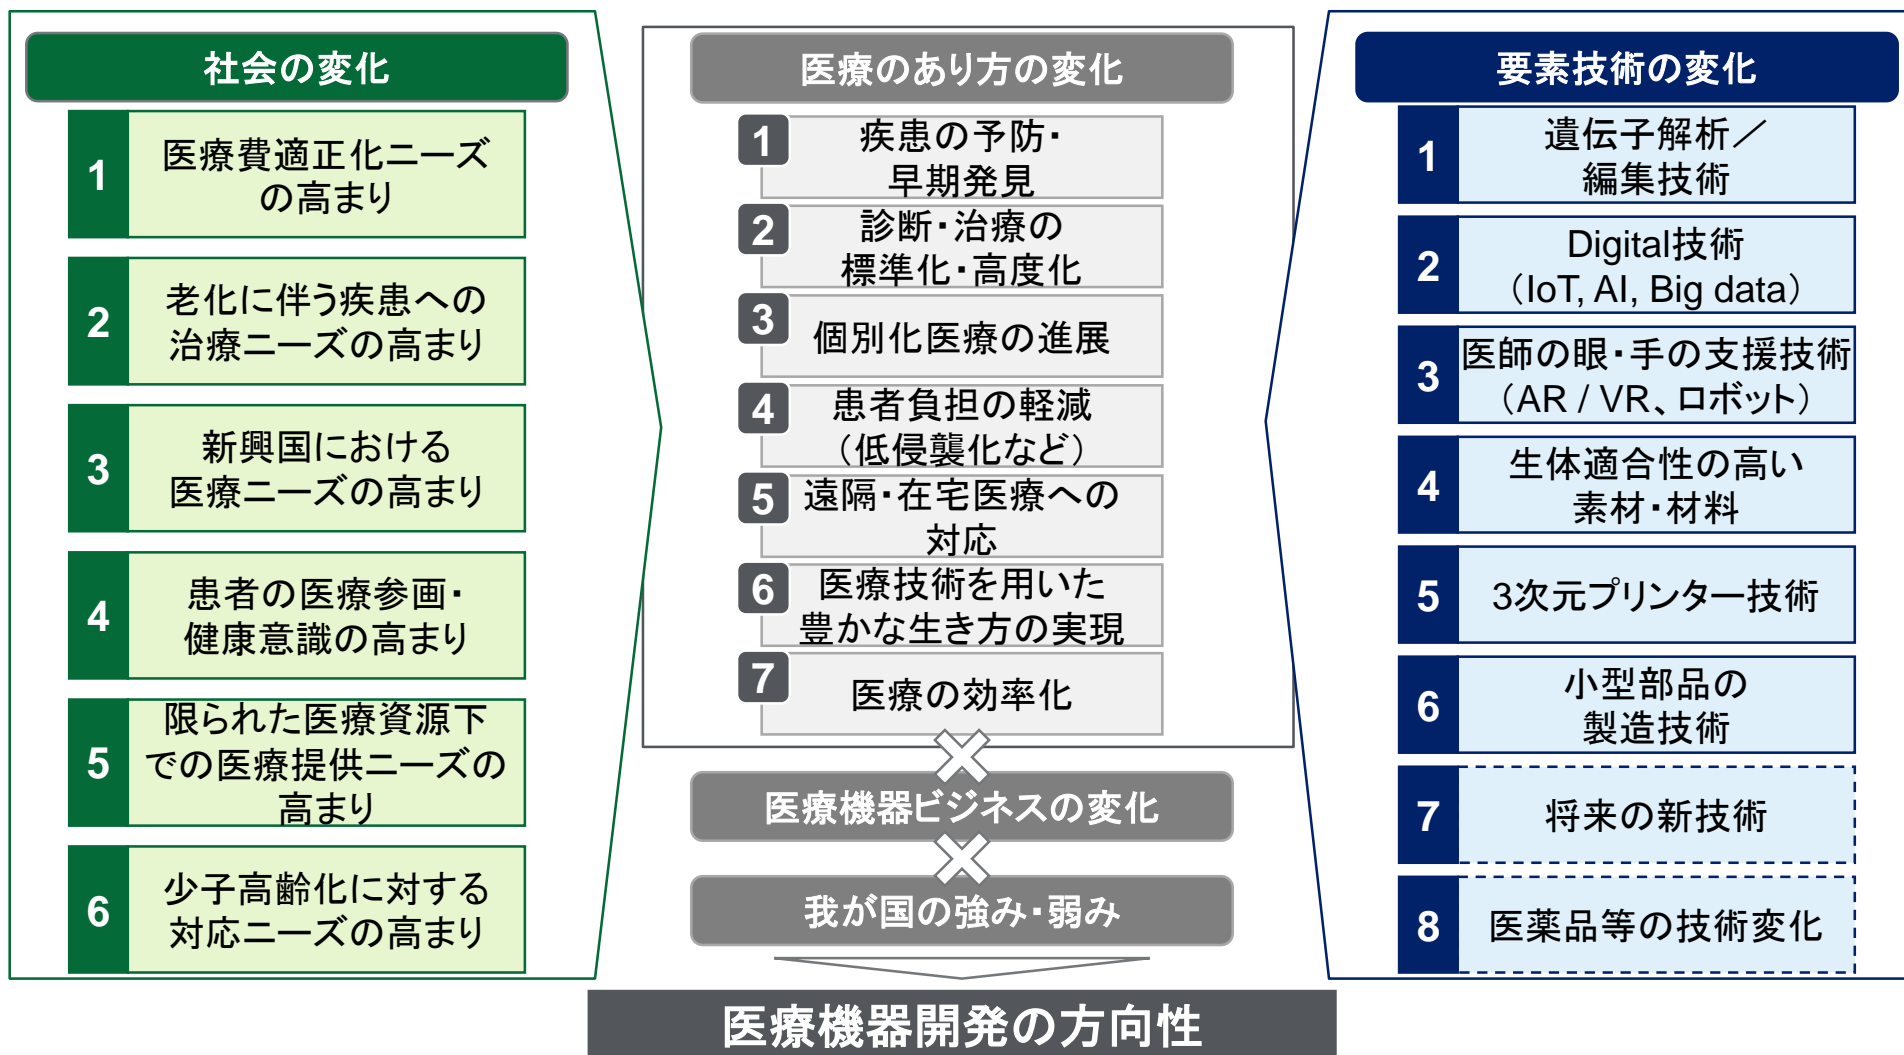 社会の変化
1
医療費適正化ニーズ
の高まり
2
老化に伴う疾患への
治療ニーズの高まり
3
新興国における
医療ニーズの高まり
4
患者の医療参画・
健康意識の高まり
5
限られた医療資源下
での医療提供ニーズの
高まり
6
少子高齢化に対する
対応ニーズの高まり
医療のあり方の変化
1
疾患の予防・
早期発見
2
診断・治療の
標準化・高度化
3
個別化医療の進展
4
患者負担の軽減
（低侵襲化など）
5
遠隔・在宅医療への
対応
6
医療技術を用いた
豊かな生き方の実現
7
医療の効率化
医療機器ビジネスの変化
我が国の強み・弱み
要素技術の変化
1
遺伝子解析／
編集技術
2
Digital技術
（IoT, AI, Big data）
3
医師の眼・手の支援技術
（AR / VR、ロボット）
4
生体適合性の高い
素材・材料
5
3次元プリンター技術
6
小型部品の
製造技術
7
将来の新技術
8
医薬品等の技術変化
医療機器開発の方向性